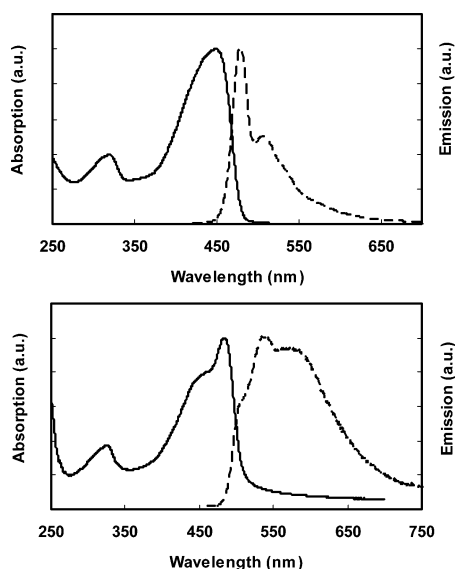 Absorption (a.u.)
Emission (a.u.)
250 350 450 550 650
Wavelength (nm)
Absorption (a.u.)
Emission (a.u.)
250 350 450 550 650 750
Wavelength (nm)